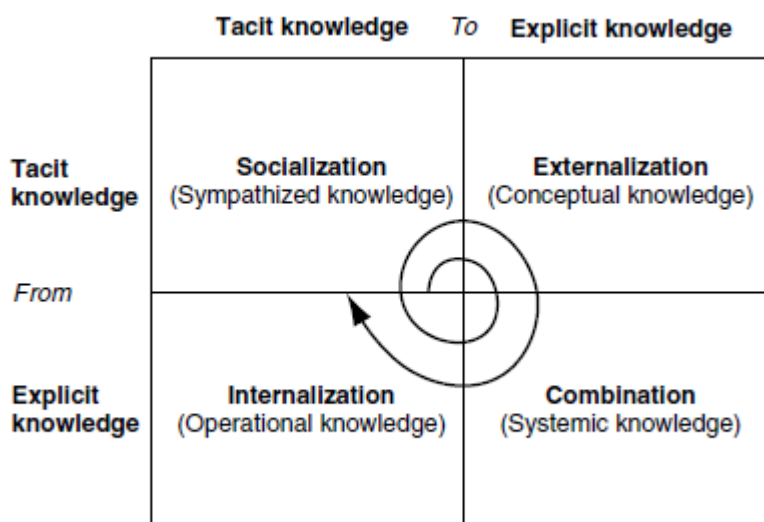 Tacit knowledge To Explicit knowledge
Tacit
knowledge
Socialization
(Sympathized knowledge)
Externalization
(Conceptual knowledge)
From
Explicit
knowledge
Internalization
(Operational knowledge)
Combination
(Systemic knowledge)